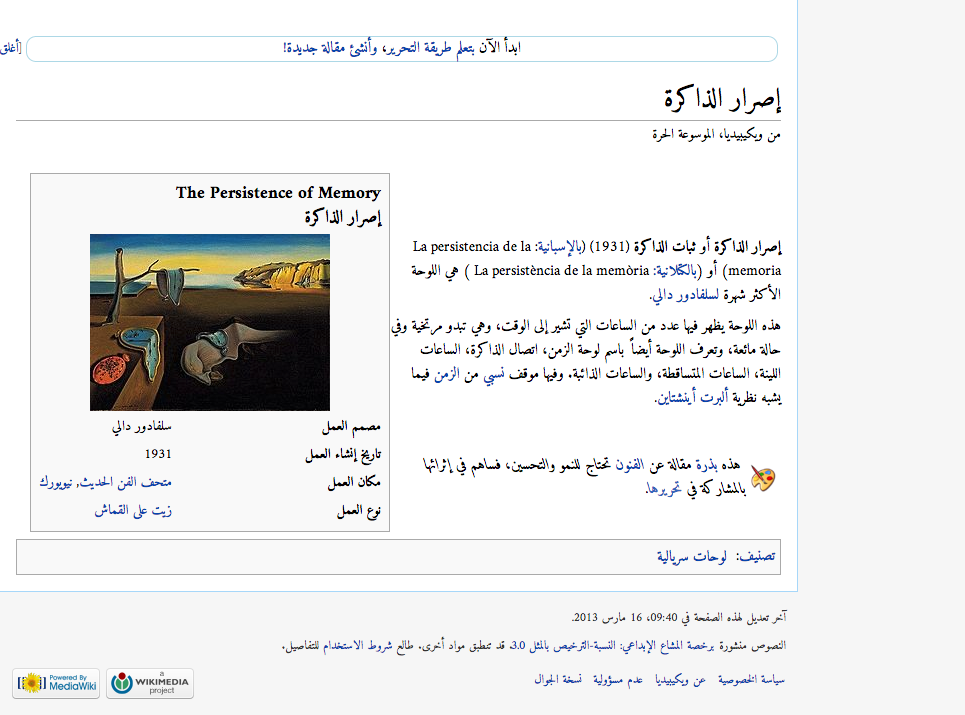 ابدأ الآن بتعلم طريقة التحرير، وأنشئ مقالة جديدة!
[أغلق
إصرار الذاكرة
من ويكيبيديا، الموسوعة الحرة
إصرار الذاكرة أو ثبات الذاكرة (1931) (بالإسبانية: La persistencia de la
memoria) أو (بالكتلانية: La persistència de la memòria ) هي اللوحة
الأكثر شهرة لسلفادور دالي.
هذه اللوحة يظهر فيها عدد من الساعات التي تشير إلى الوقت، وهي تبدو مرتخية وفي
حالة مائعة، وتعرف اللوحة أيضاً باسم لوحة الزمن، اتصال الذاكرة، الساعات
اللينة، الساعات المتساقطة، والساعات الذائبة. وفيها موقف نسبي من الزمن فيما
يشبه نظرية ألبرت أينشتاين.
هذه بذرة مقالة عن الفنون تحتاج للنمو والتحسين، فساهم في إثرائها
بالمشاركة في تحريرها.
The Persistence of Memory
إصرار الذاكرة
مصمم العمل سلفادور دالي
تاريخ إنشاء العمل 1931
مكان العمل متحف الفن الحديث, نيويورك
نوع العمل زيت على القماش
تصنيف: لوحات سريالية
آخر تعديل لهذه الصفحة في 09:40، 16 مارس 2013.
النصوص منشورة برخصة المشاع الإبداعي: النسبة-الترخيص بالمثل 3.0. قد تنطبق مواد أخرى. طالع شروط الاستخدام للتفاصيل.
سياسة الخصوصية عن ويكيبيديا عدم مسؤولية نسخة الجوال
Powered By
MediaWiki
a
WIKIMEDIA
project